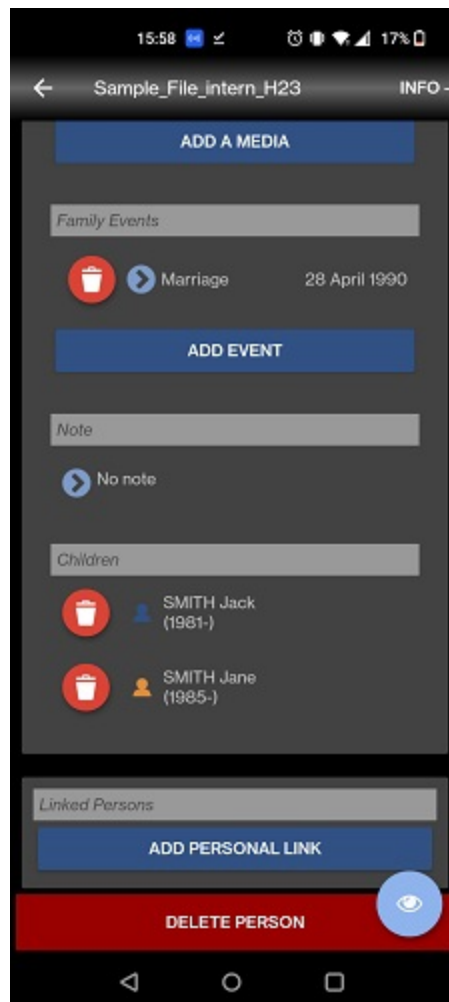 15:58 17%
Sample_File_intern_H23 INFO
ADD A MEDIA
Family Events
Marriage 28 April 1990
ADD EVENT
Note
No note
Children
SMITH Jack
(1981-)
SMITH Jane
(1985-)
Linked Persons
ADD PERSONAL LINK
DELETE PERSON